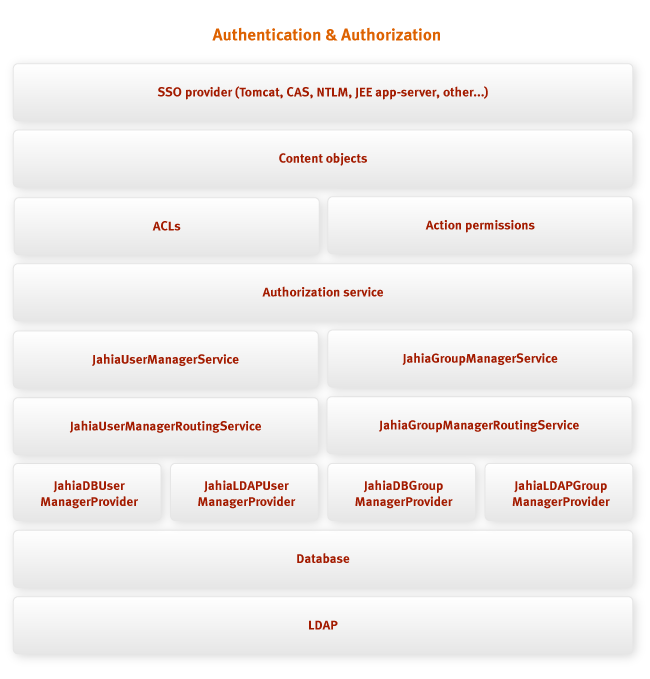 Authentication & Authorization
SSO provider (Tomcat, CAS, NTLM, JEE app-server, other...)
Content objects
ACLs
Action permissions
Authorization service
JahiaUserManagerService
JahiaGroupManagerService
JahiaUserManagerRoutingService
JahiaGroupManagerRoutingService
JahiaDBUser
ManagerProvider
JahiaLDAPUser
ManagerProvider
JahiaDBGroup
ManagerProvider
JahiaLDAPGroup
ManagerProvider
Database
LDAP